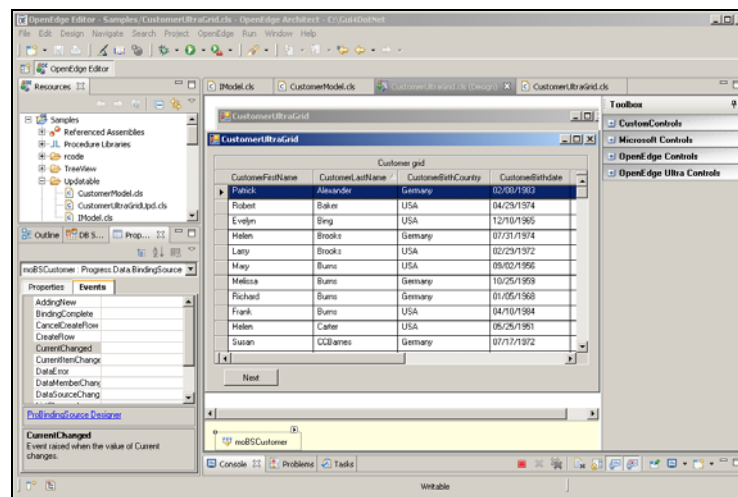 OpenEdge Editor - Samples/CustomerUltraGrid.cls - OpenEdge Architect - C:\Gui4DotNet
File Edit Design Navigate Search Project OpenEdge Run Window Help
OpenEdge Editor
Resources
IModel.cls
CustomerModel.cls
CustomerUltraGrid.cls (Design)
CustomerUltraGrid.cls
Samples
Referenced Assemblies
Procedure Libraries
rcode
TreeView
Updatable
CustomerModel.cls
CustomerUltraGridUpd.cls
IModel.cls
Outline
DB S...
Prop...
moBSCustomer : Progress.Data.BindingSource
Properties Events
AddingNew
BindingComplete
CancelCreateRow
CreateRow
CurrentChanged
CurrentItemChange
DataError
DataMemberChang
DataSourceChang
ProBindingSource Designer
CurrentChanged
Event raised when the value of Current
changes.
CustomerUltraGrid
CustomerUltraGrid
Customer grid
CustomerFirstName CustomerLastName CustomerBirthCountry CustomerBirthdate
Patrick Alexander Germany 02/08/1983
Robert Baker USA 04/29/1974
Evelyn Bing USA 12/10/1965
Helen Brooks Germany 07/31/1974
Larry Brooks USA 02/29/1972
Mary Burns USA 09/02/1956
Melissa Burns Germany 10/25/1959
Richard Burns Germany 01/05/1968
Frank Burns USA 04/10/1984
Helen Carter USA 05/25/1951
Susan CCBarnes Germany 07/17/1972
Next
moBSCustomer
Toolbox
CustomControls
Microsoft Controls
OpenEdge Controls
OpenEdge Ultra Controls
Console
Problems
Tasks
Writable